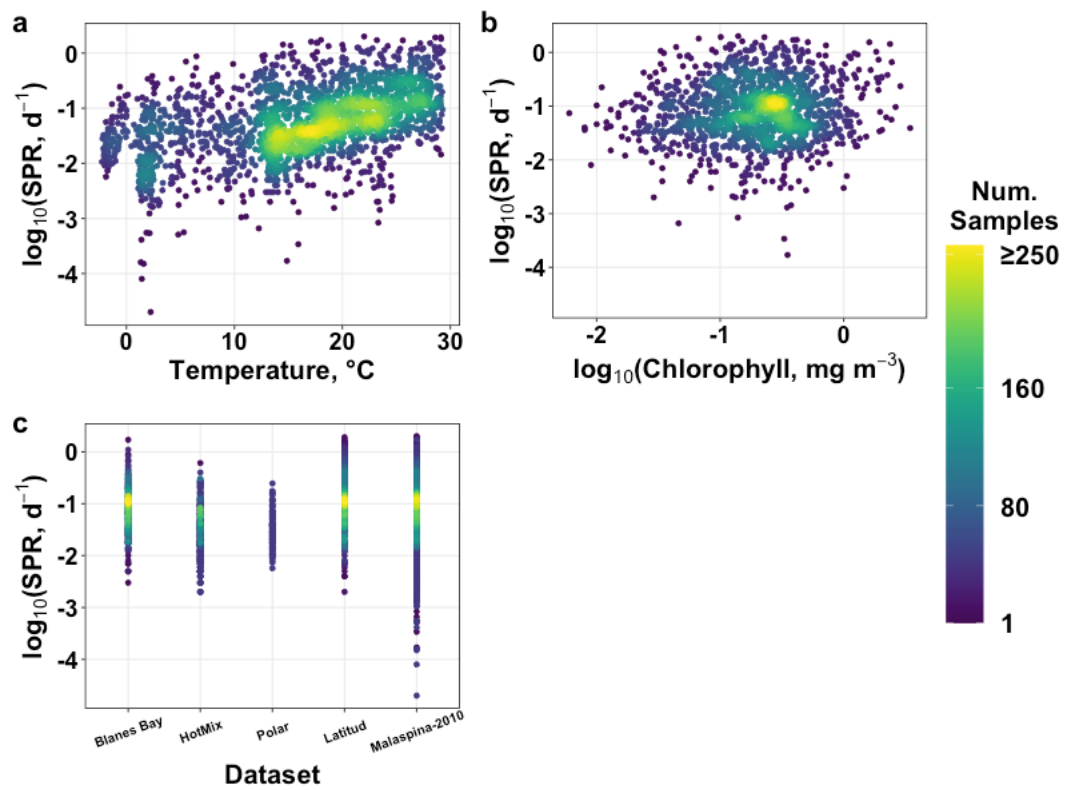 a
log₁₀(SPR, d⁻¹)
0
-1
-2
-3
-4
0
10
20
30
Temperature, °C
b
log₁₀(SPR, d⁻¹)
0
-1
-2
-3
-4
-2
-1
0
log₁₀(Chlorophyll, mg m⁻³)
Num.
Samples
≥250
160
80
1
c
log₁₀(SPR, d⁻¹)
0
-1
-2
-3
-4
Blanes Bay
HotMix
Polar
Latitud
Malaspina-2010
Dataset